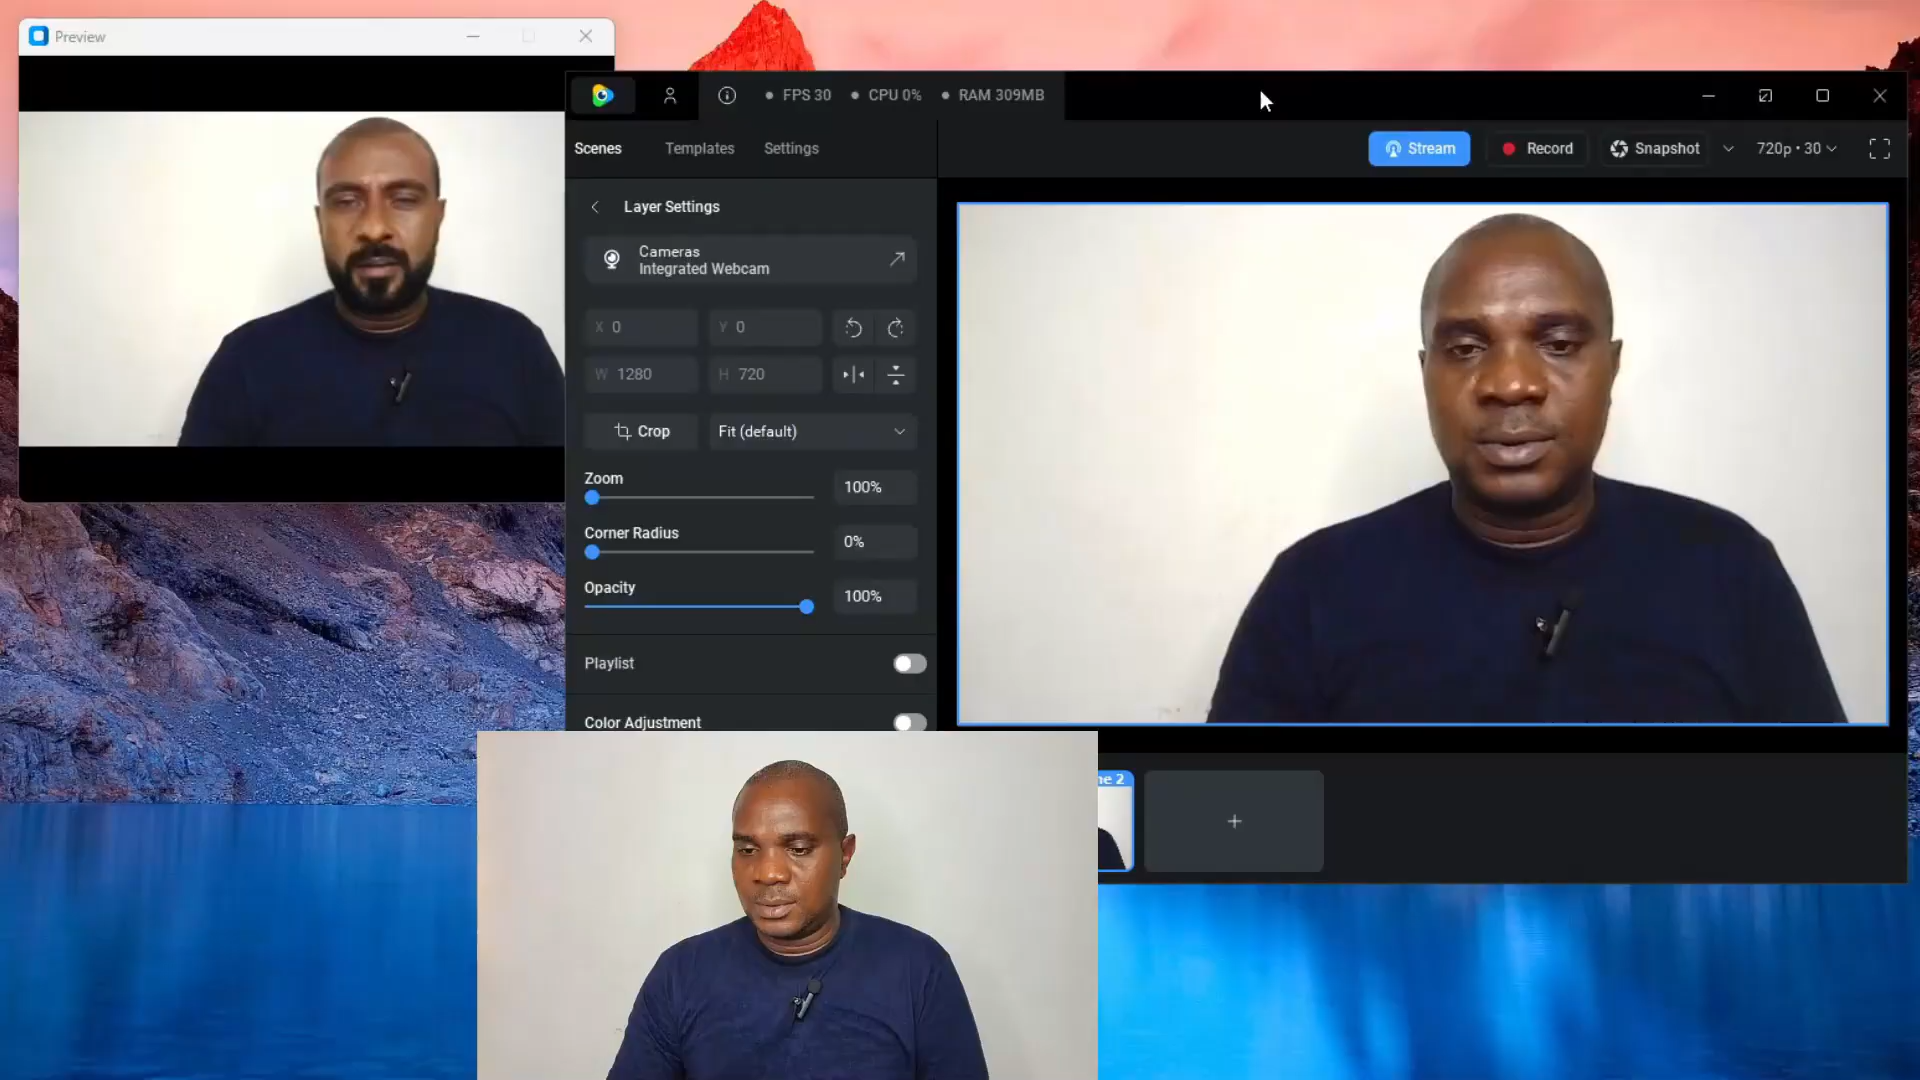 Preview
FPS 30
CPU 0%
RAM 309MB
Scenes
Templates
Settings
Stream
Record
Snapshot
720p • 30
Layer Settings
Cameras
Integrated Webcam
X 0
Y 0
W 1280
H 720
Crop
Fit (default)
Zoom
100%
Corner Radius
0%
Opacity
100%
Playlist
Color Adjustment
ne 2